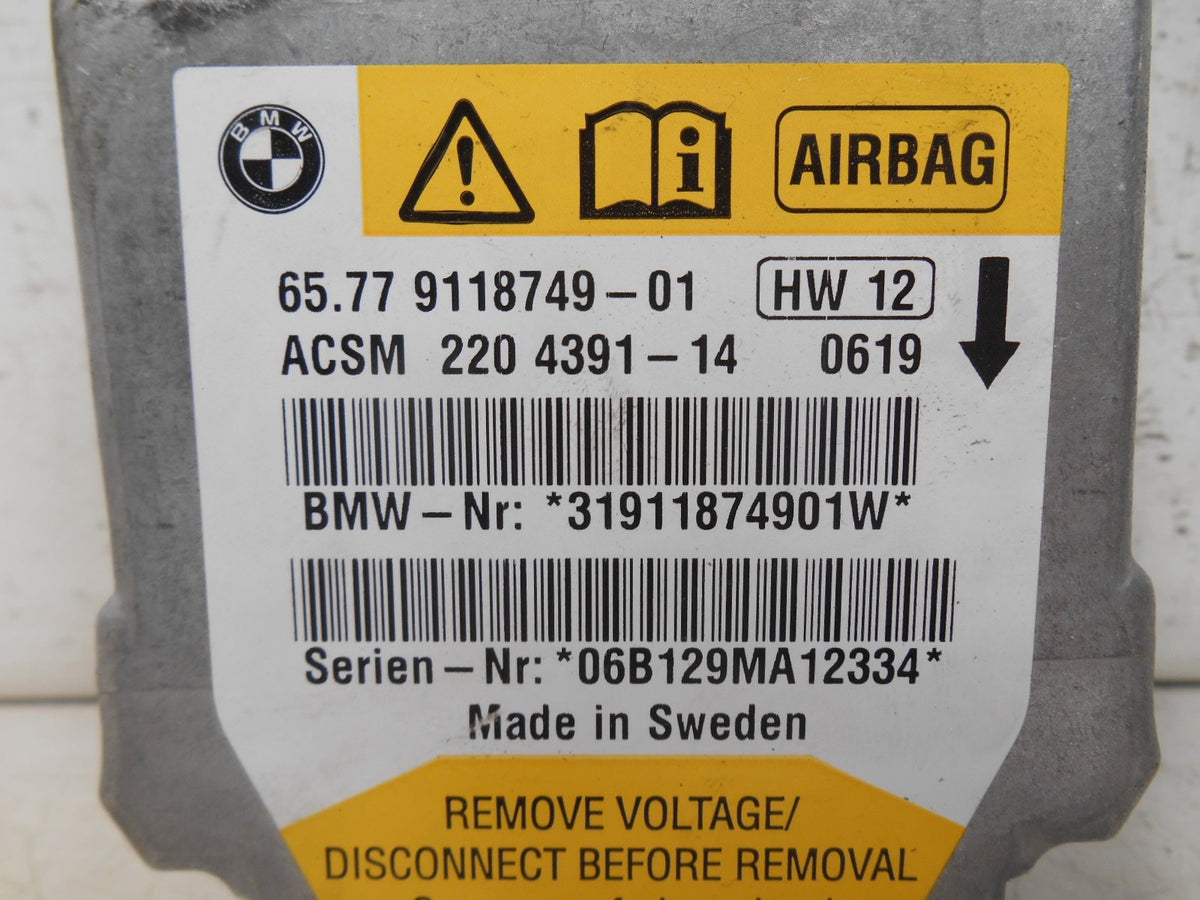 BMW
AIRBAG
65.77 9118749-01 HW 12
ACSM 220 4391-14 0619
BMW-Nr: *31911874901W*
Serien-Nr: *06B129MA12334*
Made in Sweden
REMOVE VOLTAGE/
DISCONNECT BEFORE REMOVAL